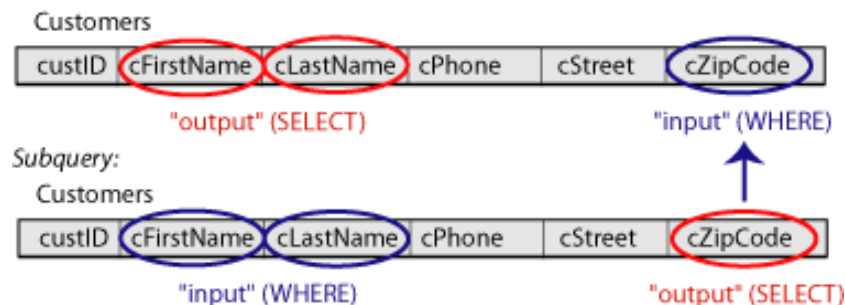 Customers
custID cFirstName cLastName cPhone cStreet cZipCode
"output" (SELECT) "input" (WHERE)
Subquery:
Customers
custID cFirstName cLastName cPhone cStreet cZipCode
"input" (WHERE) "output" (SELECT)